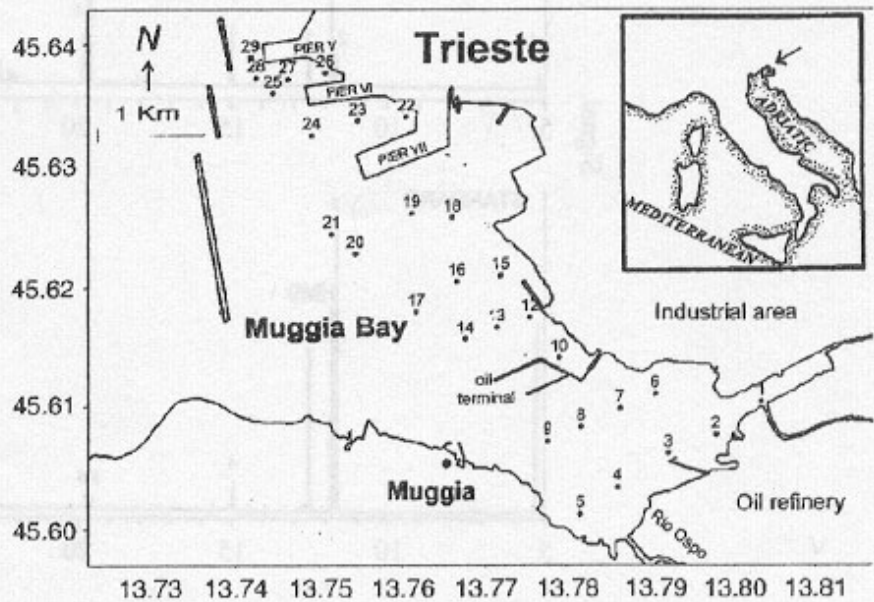 45.64
45.63
45.62
45.61
45.60
13.73 13.74 13.75 13.76 13.77 13.78 13.79 13.80 13.81
N
1 Km
Trieste
PIER V
PIER VI
PIER VII
29
28
27
26
25
24
23
22
21
20
19
18
17
16
15
14
13
12
10
9
8
7
6
5
4
3
2
1
Muggia Bay
oil
terminal
Muggia
Industrial area
Oil refinery
Rio Ospo
ADRIATIC
MEDITERRANEAN